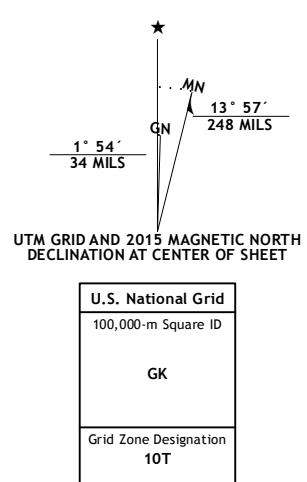 ★
MN
13° 57´
248 MILS
GN
1° 54´
34 MILS
UTM GRID AND 2015 MAGNETIC NORTH
DECLINATION AT CENTER OF SHEET
U.S. National Grid
100,000-m Square ID
GK
Grid Zone Designation
10T